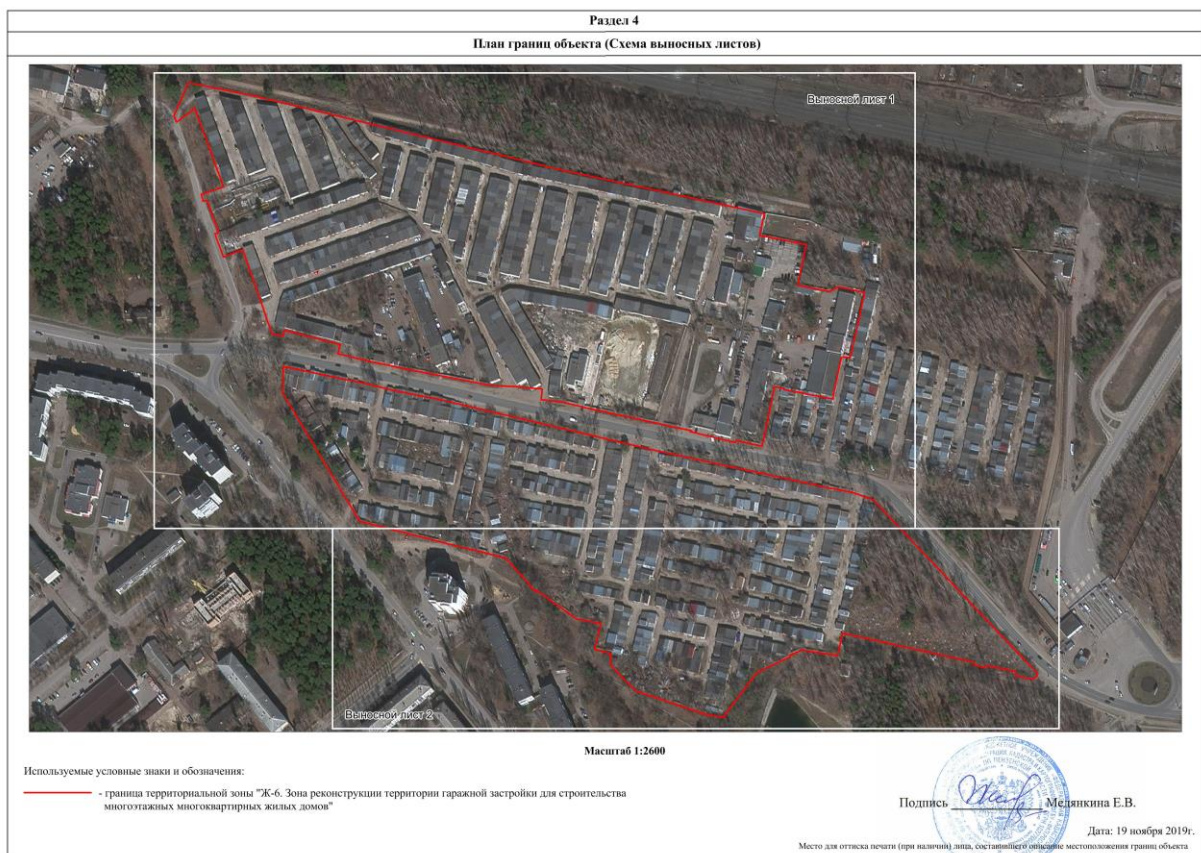 Раздел 4
План границ объекта (Схема выносных листов)
Выносной лист 1
Выносной лист 2
Масштаб 1:2600
Используемые условные знаки и обозначения:
- граница территориальной зоны "Ж-6. Зона реконструкции территории гаражной застройки для строительства
многоэтажных многоквартирных жилых домов"
Подпись Медянкина Е.В.
Дата: 19 ноября 2019г.
Место для оттиска печати (при наличии) лица, составившего описание местоположения границ объекта